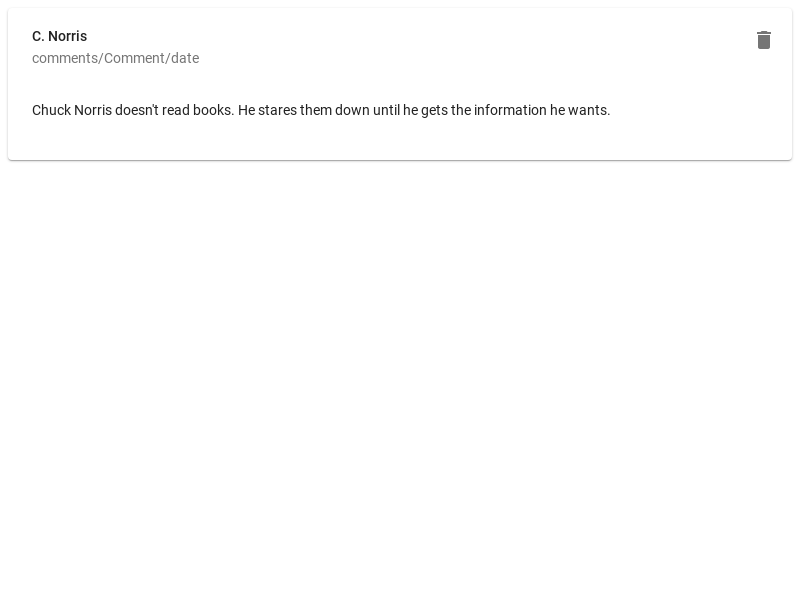 C. Norris
comments/Comment/date
Chuck Norris doesn't read books. He stares them down until he gets the information he wants.